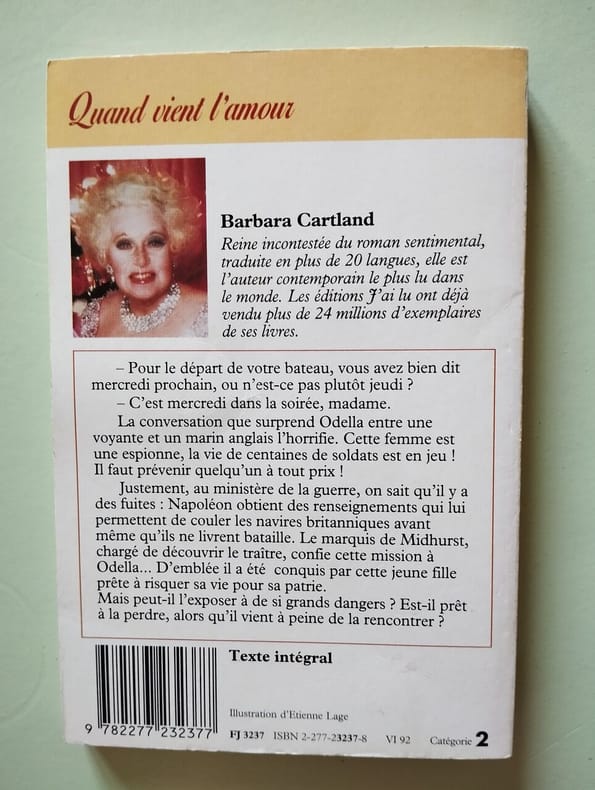 Quand vient l'amour
Barbara Cartland
Reine incontestée du roman sentimental,
traduite en plus de 20 langues, elle est
l'auteur contemporain le plus lu dans
le monde. Les éditions J'ai lu ont déjà
vendu plus de 24 millions d'exemplaires
de ses livres.
– Pour le départ de votre bateau, vous avez bien dit
mercredi prochain, ou n'est-ce pas plutôt jeudi ?
– C'est mercredi dans la soirée, madame.
La conversation que surprend Odella entre une
voyante et un marin anglais l'horrifie. Cette femme est
une espionne, la vie de centaines de soldats est en jeu !
Il faut prévenir quelqu'un à tout prix !
Justement, au ministère de la guerre, on sait qu'il y a
des fuites : Napoléon obtient des renseignements qui lui
permettent de couler les navires britanniques avant
même qu'ils ne livrent bataille. Le marquis de Midhurst,
chargé de découvrir le traître, confie cette mission à
Odella... D'emblée il a été conquis par cette jeune fille
prête à risquer sa vie pour sa patrie.
Mais peut-il l'exposer à de si grands dangers ? Est-il prêt
à la perdre, alors qu'il vient à peine de la rencontrer ?
Texte intégral
Illustration d'Etienne Lage
9 782277 232377
FJ 3237 ISBN 2-277-23237-8 VI 92 Catégorie 2